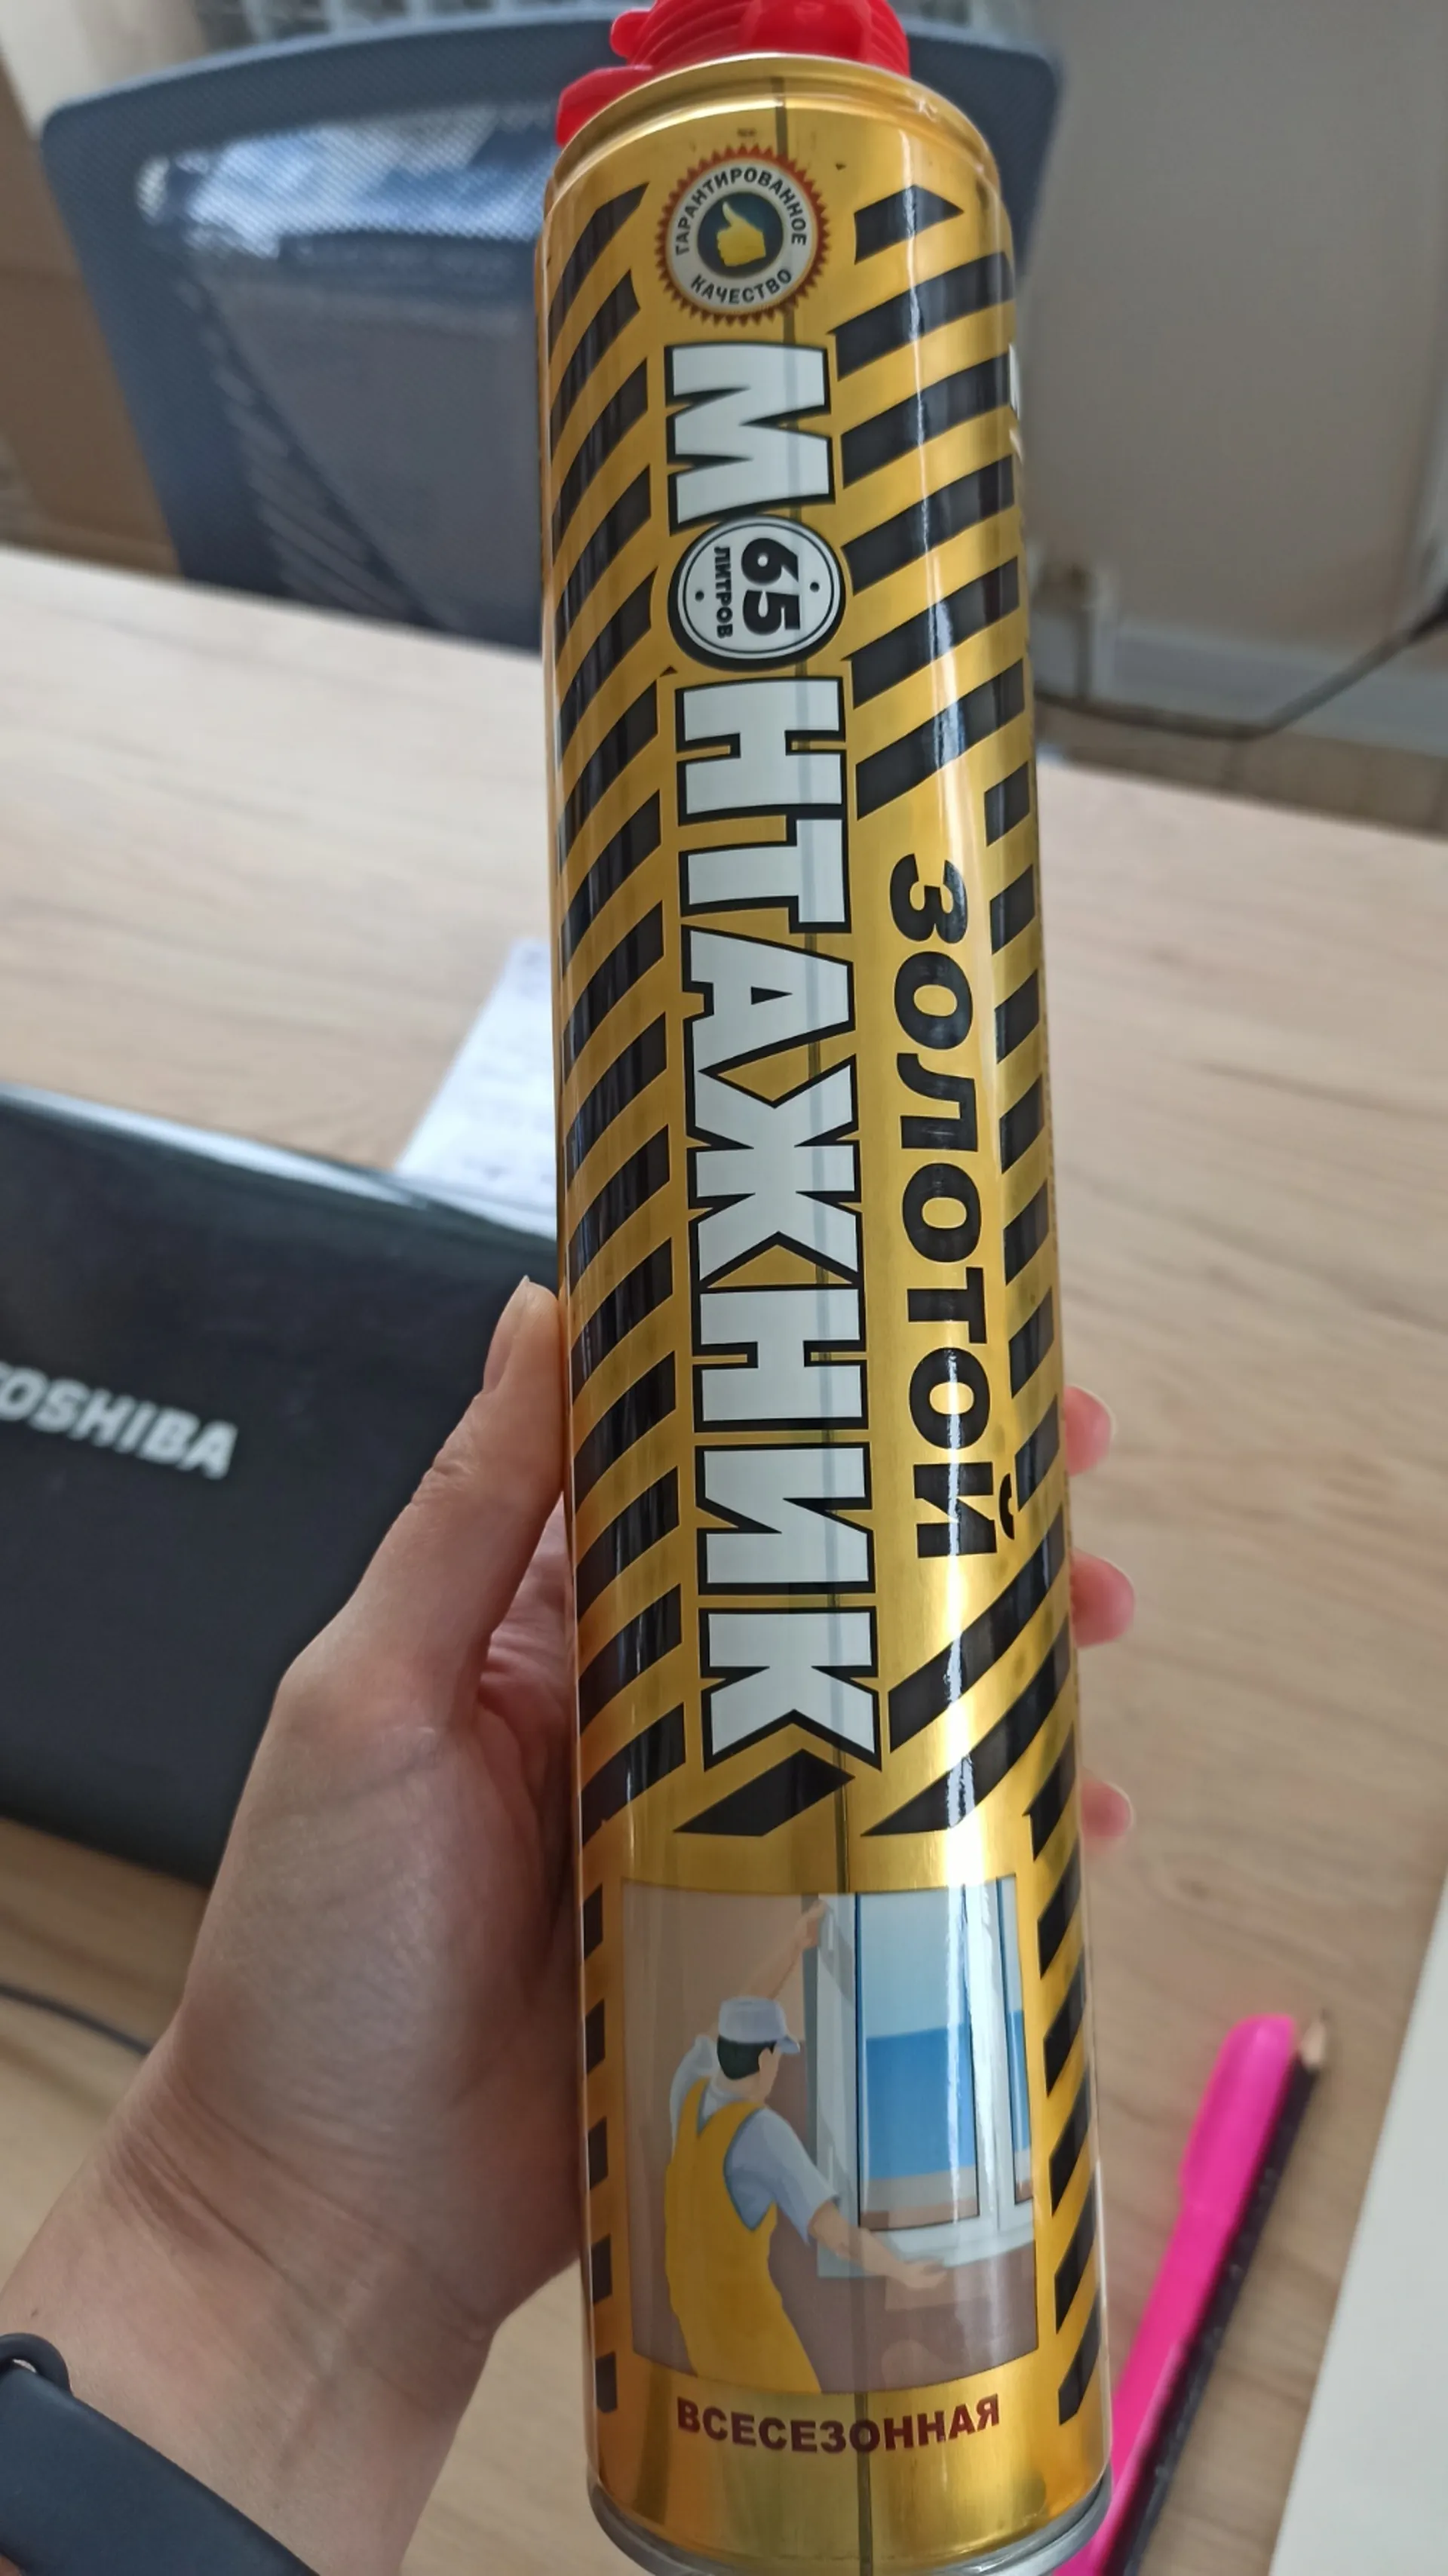 ГАРАНТИРОВАННОЕ
КАЧЕСТВО
МОНТАЖНИК
65
ЛИТРОВ
ЗОЛОТОЙ
ВСЕСЕЗОННАЯ
TOSHIBA